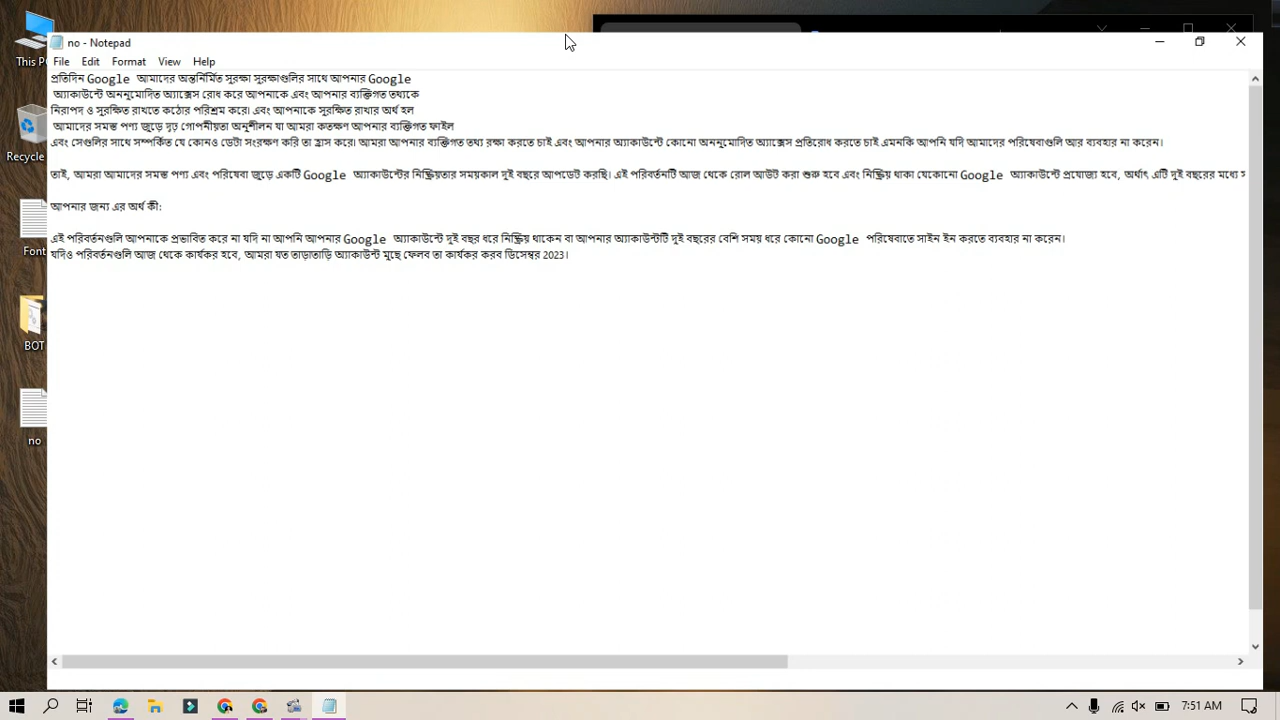 This P
no - Notepad
File Edit Format View Help
প্রতিদিন Google আমাদের অন্তর্নির্মিত সুরক্ষা সুরক্ষাগুলির সাথে আপনার Google
অ্যাকাউন্টে অননুমোদিত অ্যাক্সেস রোধ করে আপনাকে এবং আপনার ব্যক্তিগত তথ্যকে
নিরাপদ ও সুরক্ষিত রাখতে কঠোর পরিশ্রম করে। এবং আপনাকে সুরক্ষিত রাখার অর্থ হল
আমাদের সমস্ত পণ্য জুড়ে দৃঢ় গোপনীয়তা অনুশীলন যা আমরা কতক্ষণ আপনার ব্যক্তিগত ফাইল
এবং সেগুলির সাথে সম্পর্কিত যে কোনও ডেটা সংরক্ষণ করি তা হ্রাস করে। আমরা আপনার ব্যক্তিগত তথ্য রক্ষা করতে চাই এবং আপনার অ্যাকাউন্টে কোনো অননুমোদিত অ্যাক্সেস প্রতিরোধ করতে চাই এমনকি আপনি যদি আমাদের পরিষেবাগুলি আর ব্যবহার না করেন।
তাই, আমরা আমাদের সমস্ত পণ্য এবং পরিষেবা জুড়ে একটি Google অ্যাকাউন্টের নিষ্ক্রিয়তার সময়কাল দুই বছরে আপডেট করছি। এই পরিবর্তনটি আজ থেকে রোল আউট করা শুরু হবে এবং নিষ্ক্রিয় থাকা যেকোনো Google অ্যাকাউন্টে প্রযোজ্য হবে, অর্থাৎ এটি দুই বছরের মধ্যে
আপনার জন্য এর অর্থ কী:
এই পরিবর্তনগুলি আপনাকে প্রভাবিত করে না যদি না আপনি আপনার Google অ্যাকাউন্টে দুই বছর ধরে নিষ্ক্রিয় থাকেন বা আপনার অ্যাকাউন্টটি দুই বছরের বেশি সময় ধরে কোনো Google পরিষেবাতে সাইন ইন করতে ব্যবহার না করেন।
যদিও পরিবর্তনগুলি আজ থেকে কার্যকর হবে, আমরা যত তাড়াতাড়ি অ্যাকাউন্ট মুছে ফেলব তা কার্যকর করব ডিসেম্বর 2023।
Recycle
Font
BOT
no
7:51 AM